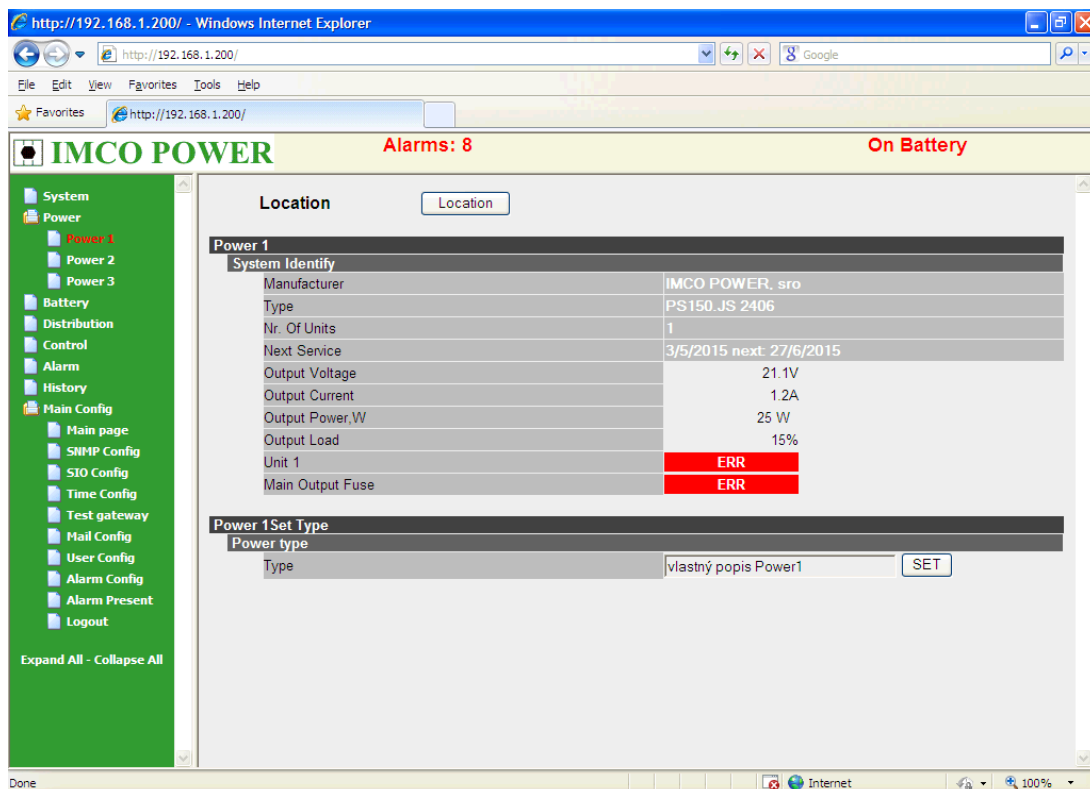 http://192.168.1.200/ - Windows Internet Explorer
http://192.168.1.200/
Google
File Edit View Favorites Tools Help
Favorites http://192.168.1.200/
IMCO POWER Alarms: 8 On Battery
System
Power
Power 1
Power 2
Power 3
Battery
Distribution
Control
Alarm
History
Main Config
Main page
SNMP Config
SIO Config
Time Config
Test gateway
Mail Config
User Config
Alarm Config
Alarm Present
Logout
Expand All - Collapse All
Location Location
Power 1
System Identify
Manufacturer IMCO POWER, sro
Type PS150.JS 2406
Nr. Of Units 1
Next Service 3/5/2015 next: 27/6/2015
Output Voltage 21.1V
Output Current 1.2A
Output Power,W 25 W
Output Load 15%
Unit 1 ERR
Main Output Fuse ERR
Power 1Set Type
Power type
Type vlastný popis Power1 SET
Done Internet 100%